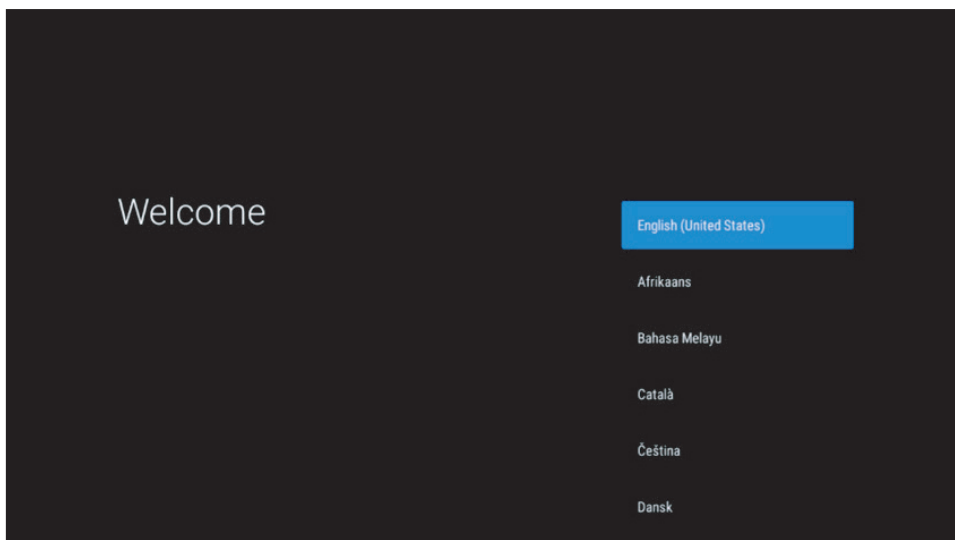 Welcome
English (United States)
Afrikaans
Bahasa Melayu
Català
Čeština
Dansk